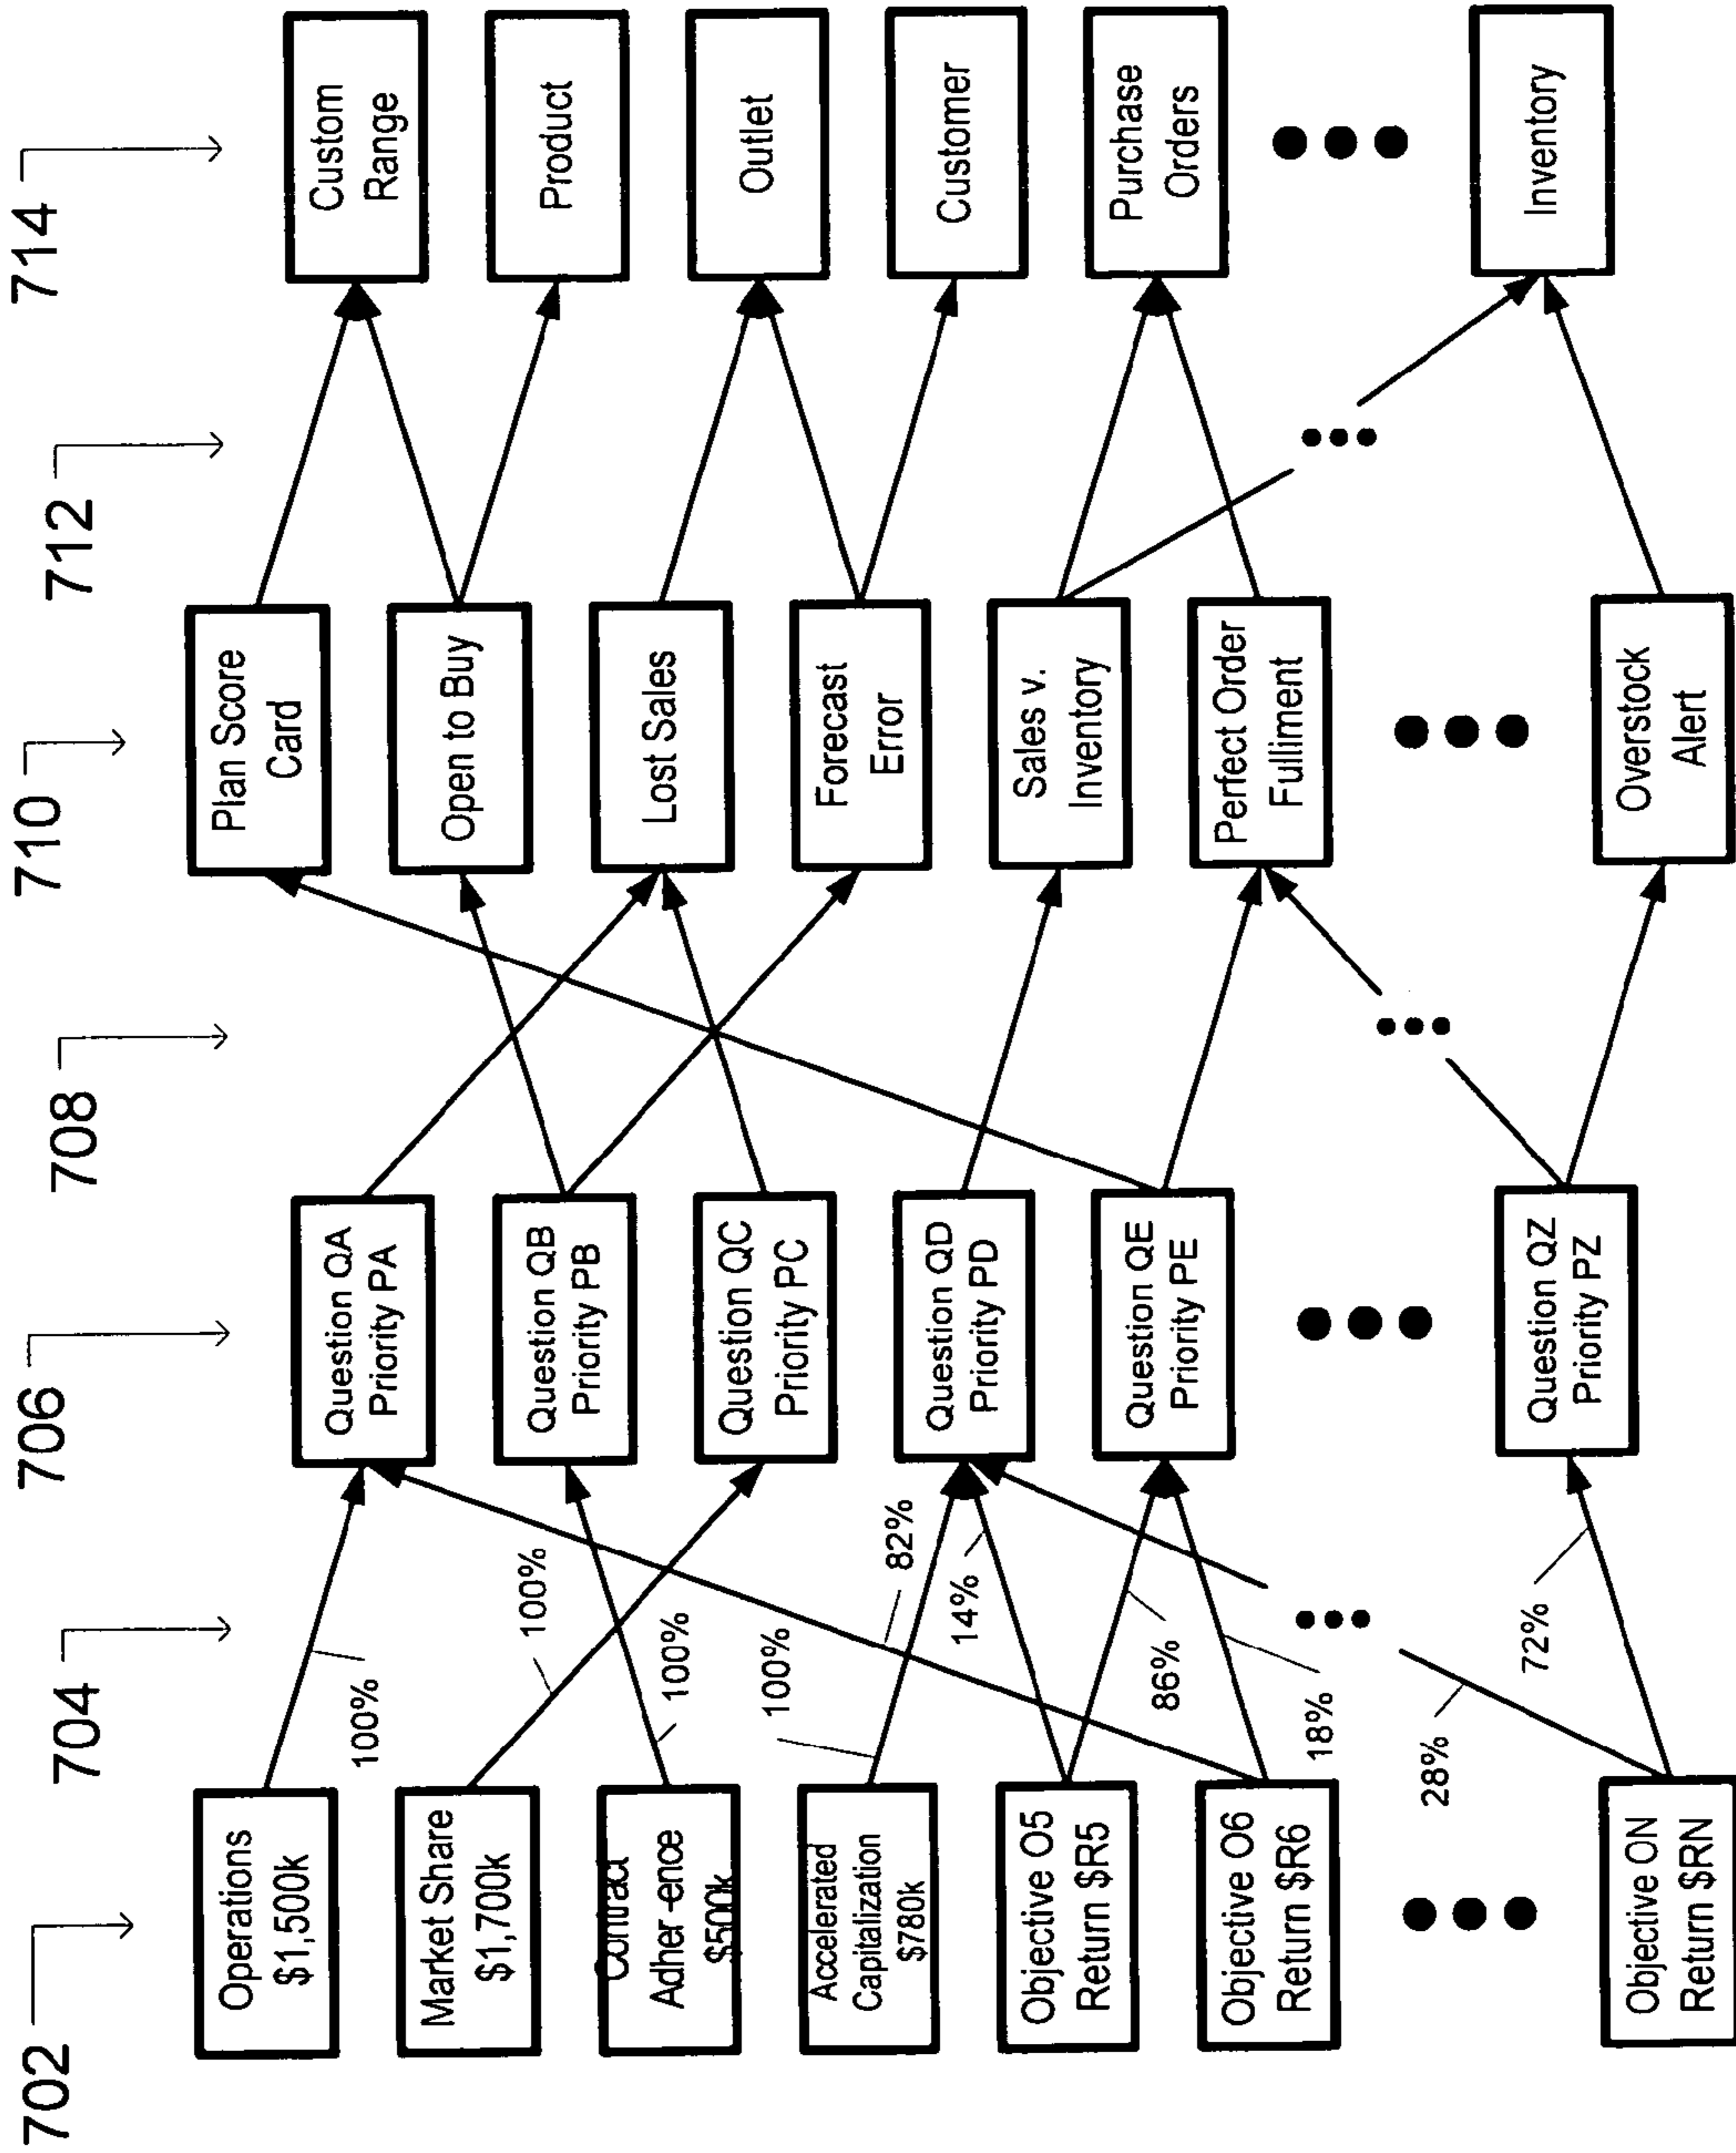 702
704
706
708
710
712
714
Operations
$1,500k
Market Share
$1,700k
Contract
Adher-ence
$500k
Accelerated
Capitalization
$780k
Objective O5
Return $R5
Objective O6
Return $R6
Objective ON
Return $RN
100%
100%
100%
100%
82%
14%
86%
18%
28%
72%
Question QA
Priority PA
Question QB
Priority PB
Question QC
Priority PC
Question QD
Priority PD
Question QE
Priority PE
Question QZ
Priority PZ
Plan Score
Card
Open to Buy
Lost Sales
Forecast
Error
Sales v.
Inventory
Perfect Order
Fulliment
Overstock
Alert
Custom
Range
Product
Outlet
Customer
Purchase
Orders
Inventory